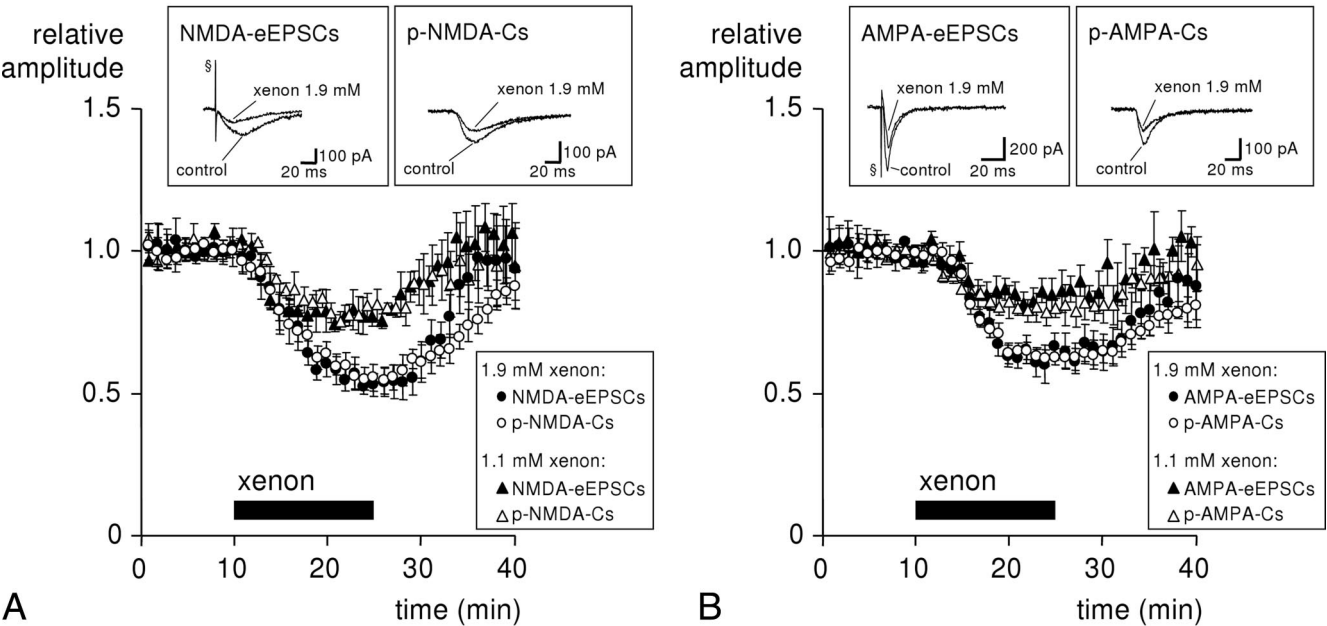 relative
amplitude
NMDA-eEPSCs
§
xenon 1.9 mM
control
100 pA
20 ms
p-NMDA-Cs
xenon 1.9 mM
control
100 pA
20 ms
1.5
1.0
0.5
0
xenon
1.9 mM xenon:
NMDA-eEPSCs
p-NMDA-Cs
1.1 mM xenon:
NMDA-eEPSCs
p-NMDA-Cs
0 10 20 30 40
time (min)
A
relative
amplitude
AMPA-eEPSCs
xenon 1.9 mM
§
control
200 pA
20 ms
p-AMPA-Cs
xenon 1.9 mM
control
100 pA
20 ms
1.5
1.0
0.5
0
xenon
1.9 mM xenon:
AMPA-eEPSCs
p-AMPA-Cs
1.1 mM xenon:
AMPA-eEPSCs
p-AMPA-Cs
0 10 20 30 40
time (min)
B